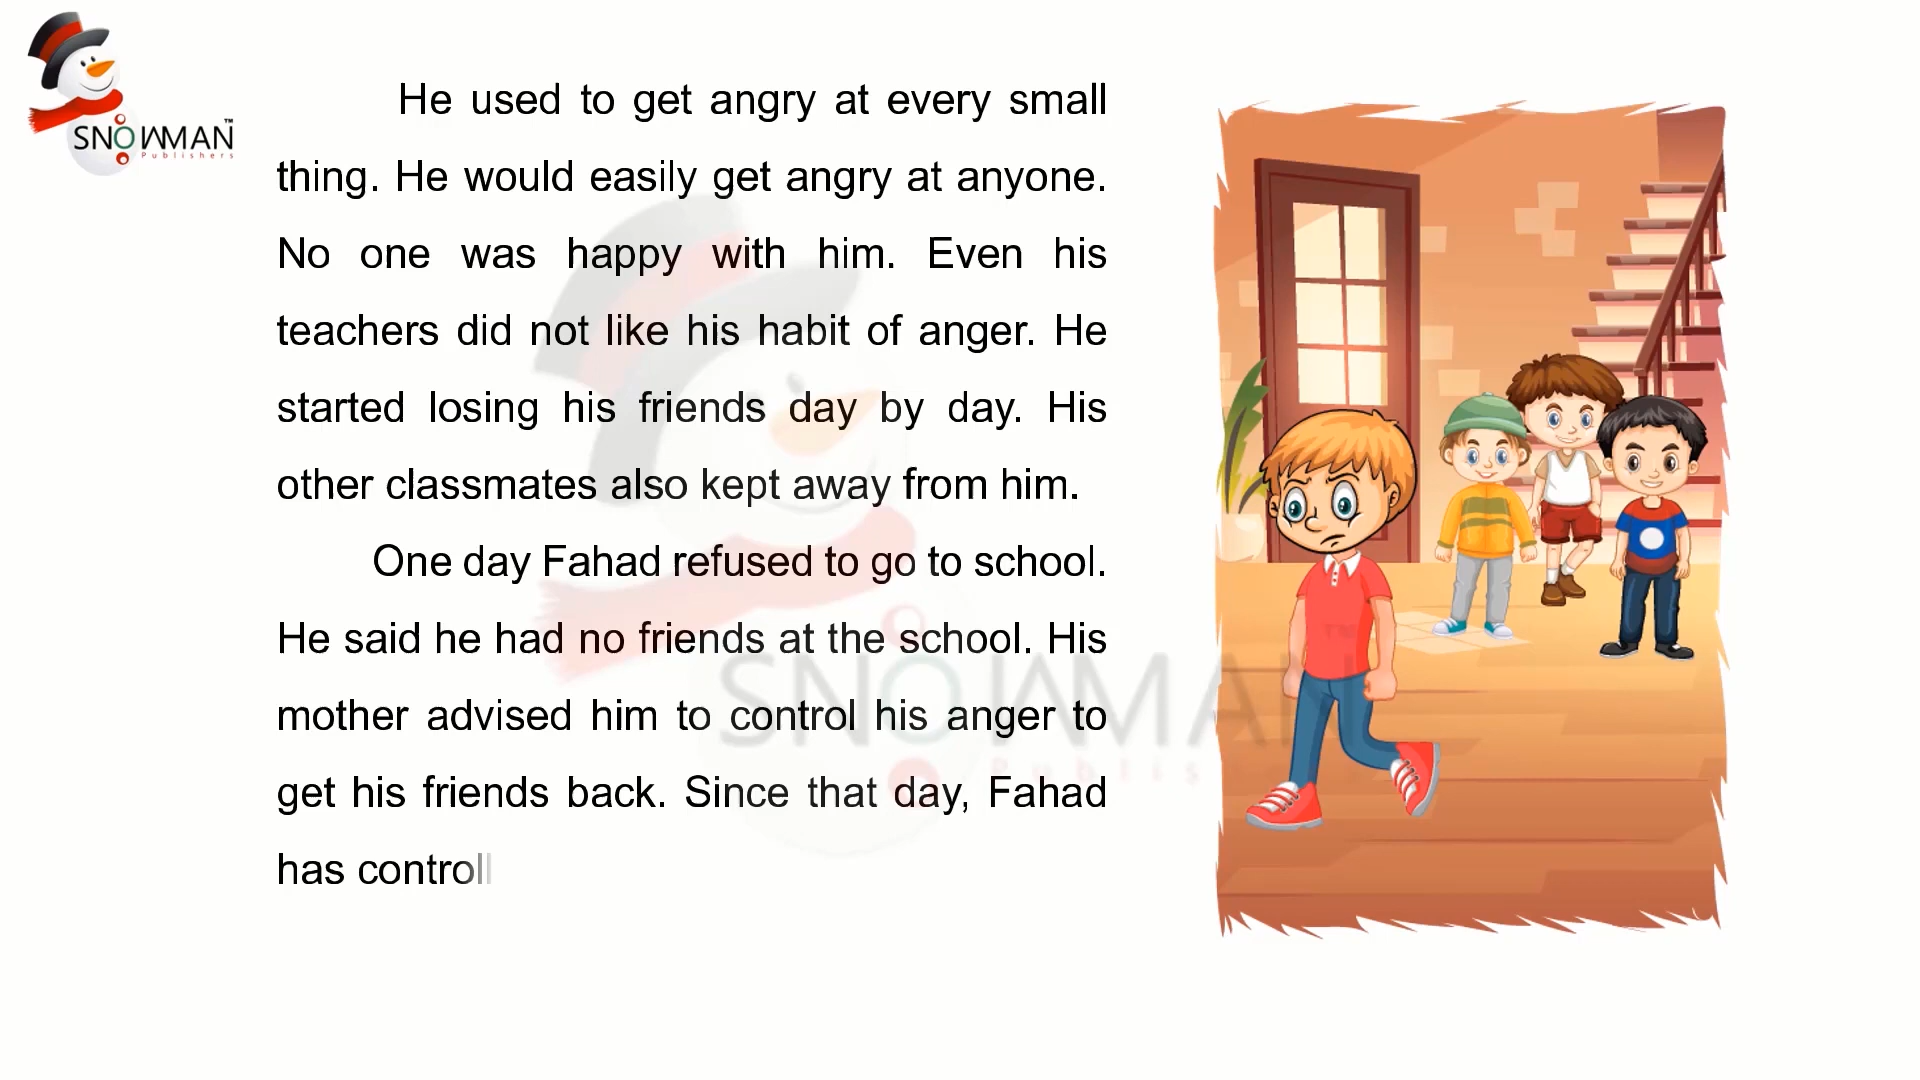 SNOWMAN™
Publishers
He used to get angry at every small
thing. He would easily get angry at anyone.
No one was happy with him. Even his
teachers did not like his habit of anger. He
started losing his friends day by day. His
other classmates also kept away from him.
One day Fahad refused to go to school.
He said he had no friends at the school. His
mother advised him to control his anger to
get his friends back. Since that day, Fahad
has controll
SNOWMAN™
Publishers